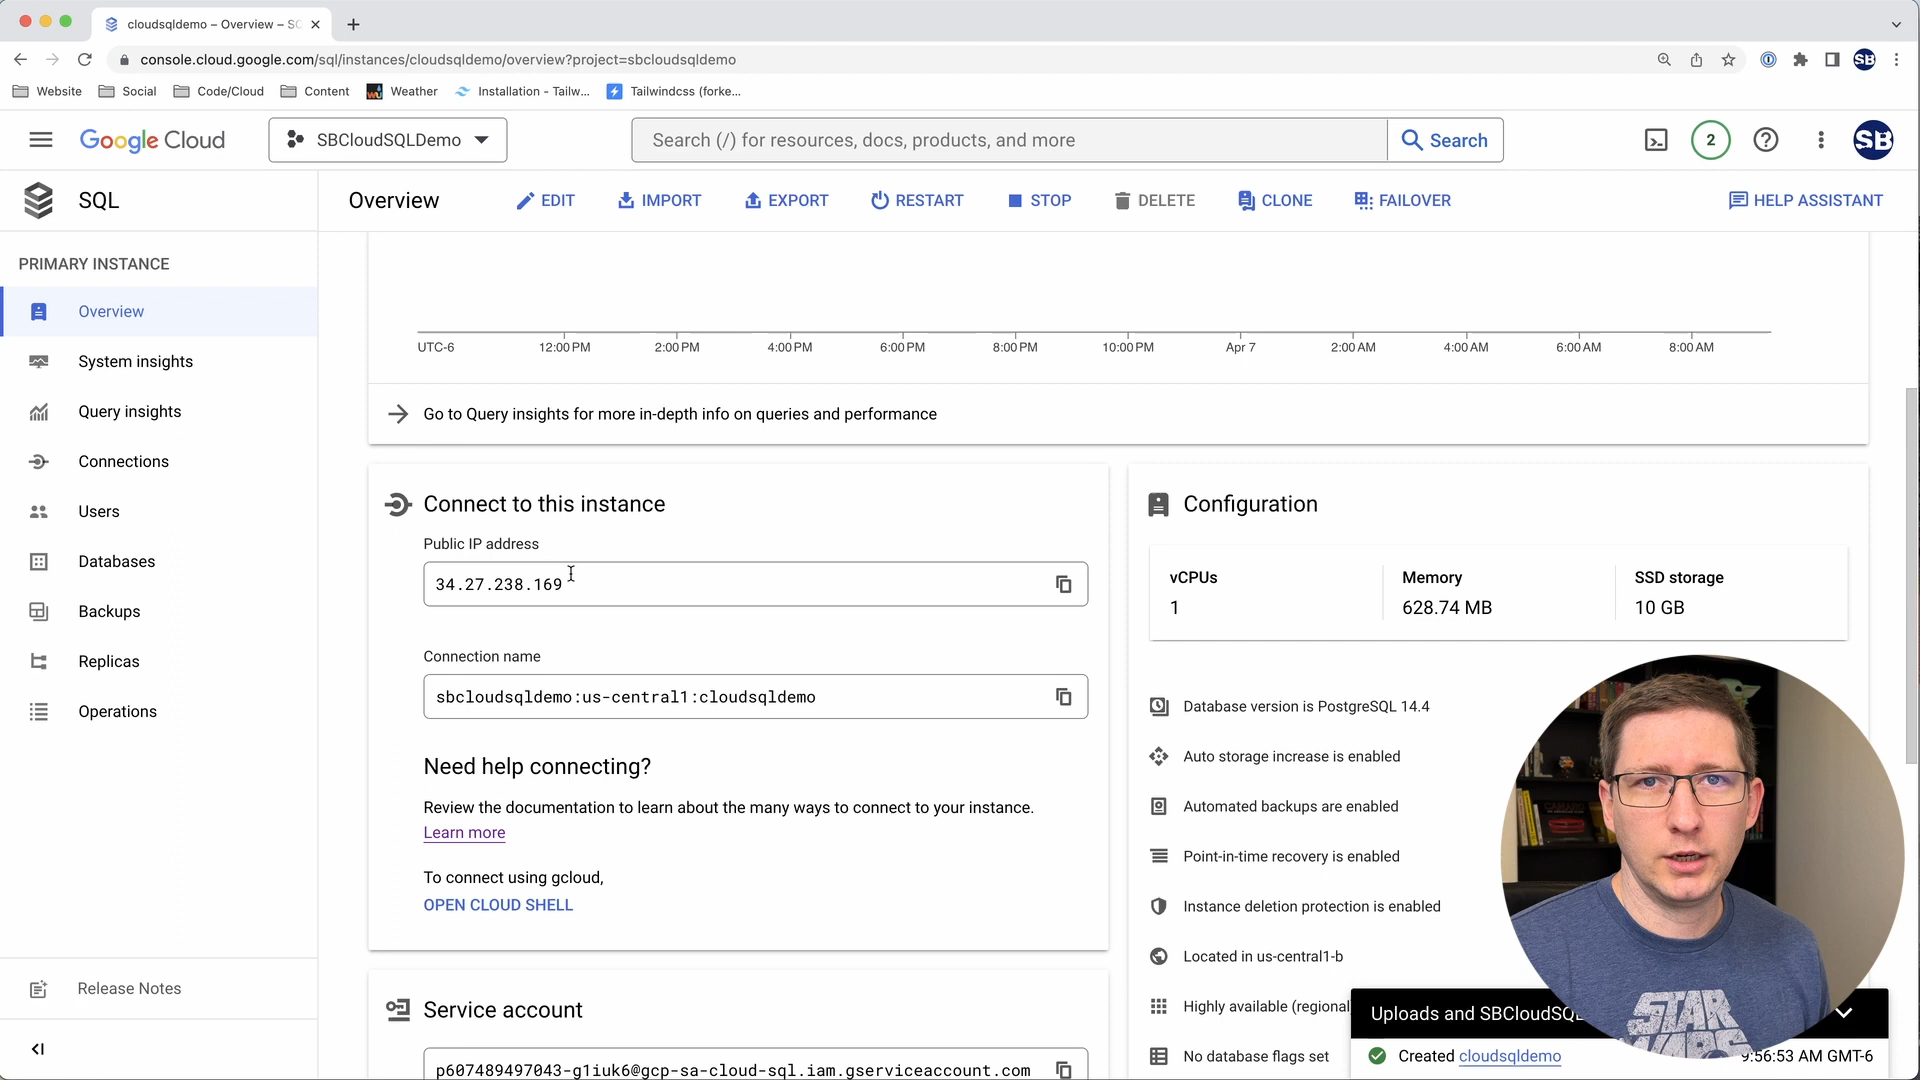 cloudsqldemo – Overview – SC
console.cloud.google.com/sql/instances/cloudsqldemo/overview?project=sbcloudsqldemo
SB
Website
Social
Code/Cloud
Content
Weather
Installation - Tailw...
Tailwindcss (forke...
Google Cloud
SBCloudSQLDemo
Search (/) for resources, docs, products, and more
Search
2
SB
SQL
Overview
EDIT
IMPORT
EXPORT
RESTART
STOP
DELETE
CLONE
FAILOVER
HELP ASSISTANT
PRIMARY INSTANCE
Overview
System insights
Query insights
Connections
Users
Databases
Backups
Replicas
Operations
Release Notes
UTC-6
12:00 PM
2:00 PM
4:00 PM
6:00 PM
8:00 PM
10:00 PM
Apr 7
2:00 AM
4:00 AM
6:00 AM
8:00 AM
Go to Query insights for more in-depth info on queries and performance
Connect to this instance
Public IP address
34.27.238.169
Connection name
sbcloudsqldemo:us-central1:cloudsqldemo
Need help connecting?
Review the documentation to learn about the many ways to connect to your instance.
Learn more
To connect using gcloud,
OPEN CLOUD SHELL
Service account
p607489497043-g1iuk6@gcp-sa-cloud-sql.iam.gserviceaccount.com
Configuration
vCPUs
1
Memory
628.74 MB
SSD storage
10 GB
Database version is PostgreSQL 14.4
Auto storage increase is enabled
Automated backups are enabled
Point-in-time recovery is enabled
Instance deletion protection is enabled
Located in us-central1-b
Highly available (regional
No database flags set
Uploads and SBCloudSQL
Created cloudsqldemo
9:56:53 AM GMT-6
STAR
WARS